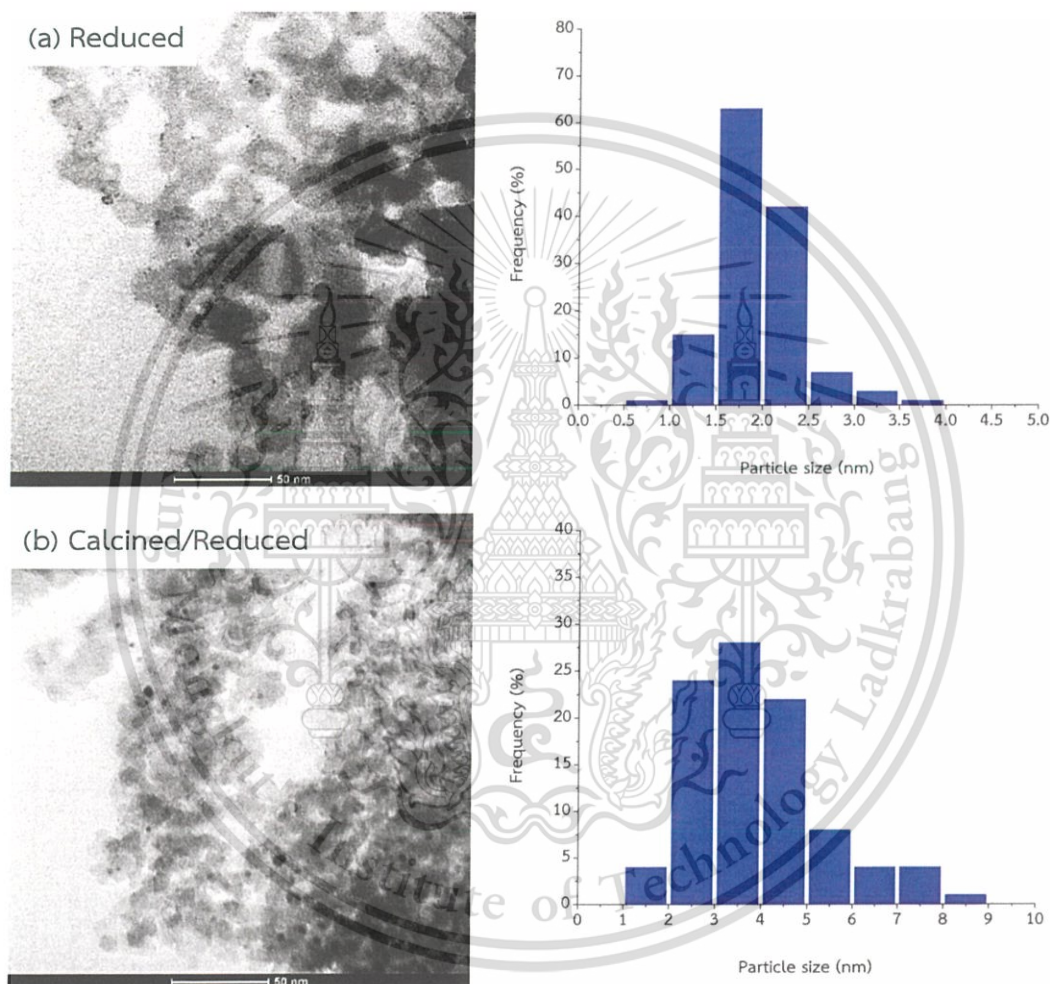 (a) Reduced
80
70
60
50
40
30
20
10
0
Frequency (%)
0.0 0.5 1.0 1.5 2.0 2.5 3.0 3.5 4.0 4.5 5.0
Particle size (nm)
50 nm
(b) Calcined/Reduced
40
35
30
25
20
15
10
5
0
Frequency (%)
0 1 2 3 4 5 6 7 8 9 10
Particle size (nm)
50 nm
Institute of Technology Ladkrabang